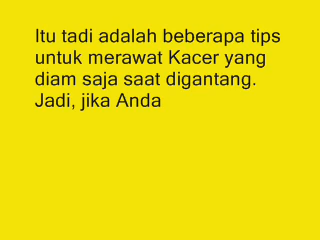 Itu tadi adalah beberapa tips
untuk merawat Kacer yang
diam saja saat digantang.
Jadi, jika Anda